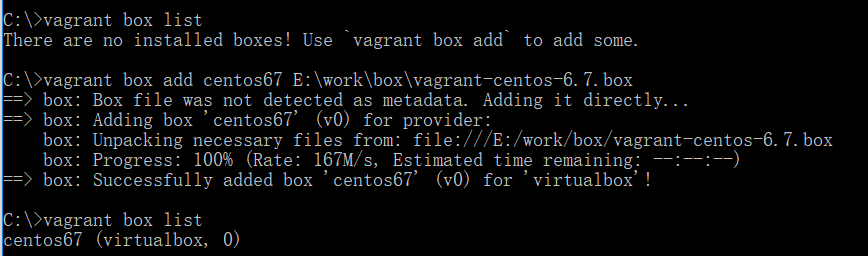 C:\>vagrant box list
There are no installed boxes! Use `vagrant box add` to add some.
C:\>vagrant box add centos67 E:\work\box\vagrant-centos-6.7.box
==> box: Box file was not detected as metadata. Adding it directly...
==> box: Adding box 'centos67' (v0) for provider:
box: Unpacking necessary files from: file:///E:/work/box/vagrant-centos-6.7.box
box: Progress: 100% (Rate: 167M/s, Estimated time remaining: --:--:--)
==> box: Successfully added box 'centos67' (v0) for 'virtualbox'!
C:\>vagrant box list
centos67 (virtualbox, 0)